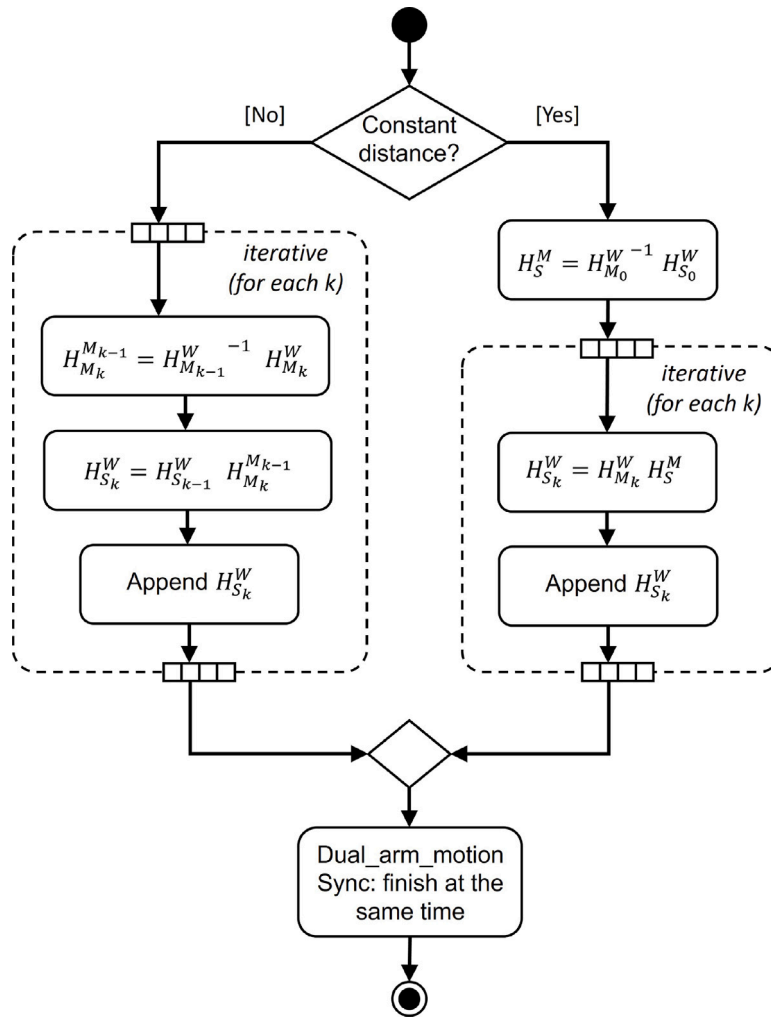 [No]
Constant
distance?
[Yes]
iterative
(for each k)
$H_{M_k}^{M_{k-1}} = {H_{M_{k-1}}^{W}}^{-1} \; H_{M_k}^{W}$
$H_{S_k}^{W} = H_{S_{k-1}}^{W} \; H_{M_k}^{M_{k-1}}$
Append $H_{S_k}^{W}$
$H_{S}^{M} = {H_{M_0}^{W}}^{-1} \; H_{S_0}^{W}$
iterative
(for each k)
$H_{S_k}^{W} = H_{M_k}^{W} \; H_{S}^{M}$
Append $H_{S_k}^{W}$
Dual_arm_motion
Sync: finish at the
same time